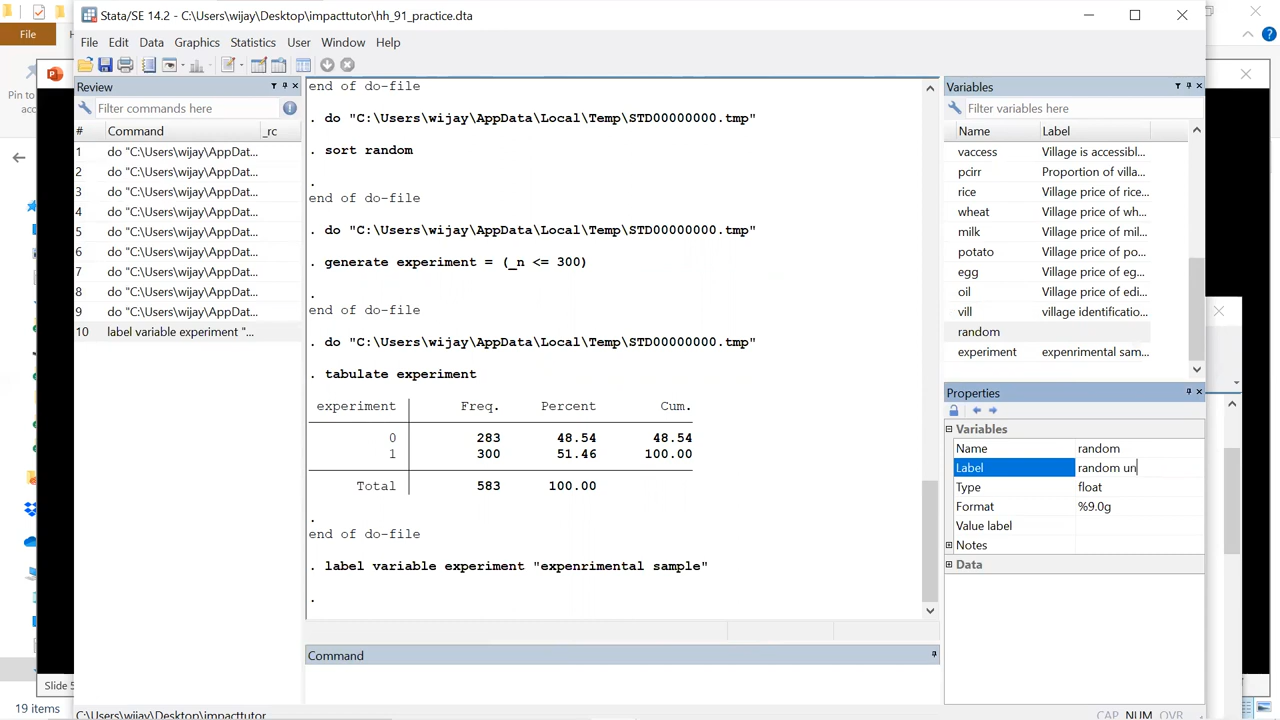 Stata/SE 14.2 - C:\Users\wijay\Desktop\impacttutor\hh_91_practice.dta
File
File Edit Data Graphics Statistics User Window Help
Pin to
acc
Review
Filter commands here
# Command _rc
1 do "C:\Users\wijay\AppDat...
2 do "C:\Users\wijay\AppDat...
3 do "C:\Users\wijay\AppDat...
4 do "C:\Users\wijay\AppDat...
5 do "C:\Users\wijay\AppDat...
6 do "C:\Users\wijay\AppDat...
7 do "C:\Users\wijay\AppDat...
8 do "C:\Users\wijay\AppDat...
9 do "C:\Users\wijay\AppDat...
10 label variable experiment "...
end of do-file
. do "C:\Users\wijay\AppData\Local\Temp\STD00000000.tmp"
. sort random
.
end of do-file
. do "C:\Users\wijay\AppData\Local\Temp\STD00000000.tmp"
. generate experiment = (_n <= 300)
.
end of do-file
. do "C:\Users\wijay\AppData\Local\Temp\STD00000000.tmp"
. tabulate experiment
experiment Freq. Percent Cum.
0 283 48.54 48.54
1 300 51.46 100.00
Total 583 100.00
.
end of do-file
. label variable experiment "expenrimental sample"
.
Command
Variables
Filter variables here
Name Label
vaccess Village is accessibl...
pcirr Proportion of villa...
rice Village price of rice...
wheat Village price of wh...
milk Village price of mil...
potato Village price of po...
egg Village price of eg...
oil Village price of edi...
vill village identificatio...
random
experiment expenrimental sam...
Properties
Variables
Name random
Label random un
Type float
Format %9.0g
Value label
Notes
Data
Slide 5
19 items
C:\Users\wijay\Desktop\impacttutor
CAP NUM OVR